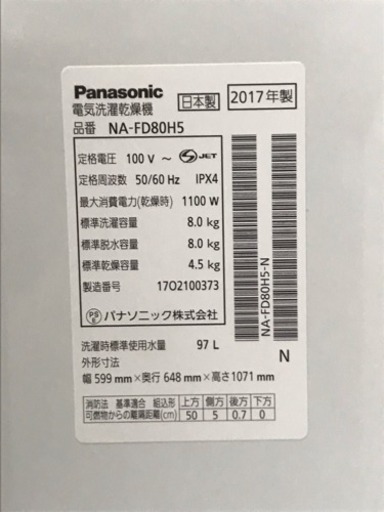 Panasonic
電気洗濯乾燥機 日本製 2017年製
品番 NA-FD80H5
定格電圧 100 V ～ S JET
定格周波数 50/60 Hz IPX4
最大消費電力(乾燥時) 1100 W
標準洗濯容量 8.0 kg
標準脱水容量 8.0 kg
標準乾燥容量 4.5 kg
製造番号 17O2100373
PS E パナソニック株式会社
NA-FD80H5-N
洗濯時標準使用水量 97 L
N
外形寸法
幅 599 mm×奥行 648 mm×高さ1071 mm
消防法 基準適合 組込形 上方 側方 後方 下方
可燃物からの離隔距離(cm) 50 5 0.7 0